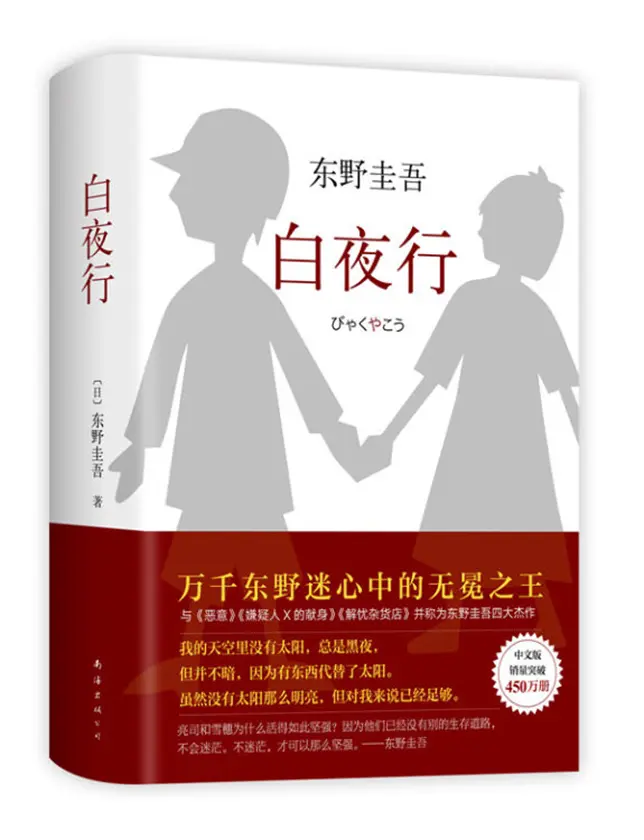 白夜行
〔日〕东野圭吾 著
南海出版公司
东野圭吾
白夜行
びゃくやこう
万千东野迷心中的无冕之王
与《恶意》《嫌疑人X的献身》《解忧杂货店》并称为东野圭吾四大杰作
我的天空里没有太阳，总是黑夜，
但并不暗，因为有东西代替了太阳。
虽然没有太阳那么明亮，但对我来说已经足够。
亮司和雪穗为什么活得如此坚强？因为他们已经没有别的生存道路，
不会迷茫。不迷茫，才可以那么坚强。——东野圭吾
中文版
销量突破
450万册